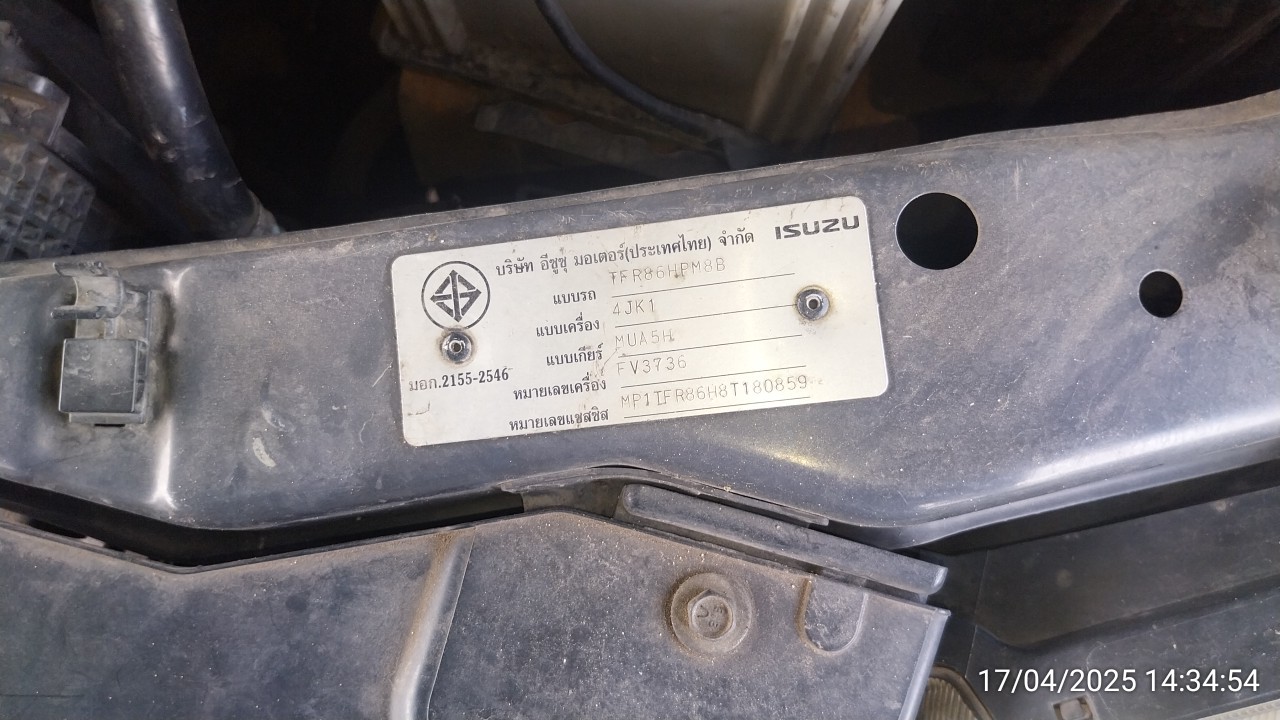 บริษัท อีซูซุ มอเตอร์(ประเทศไทย) จำกัด ISUZU
แบบรถ TFR86HPM8B
แบบเครื่อง 4JK1
แบบเกียร์ MUA5H
มอก.2155-2546
หมายเลขเครื่อง FV3736
หมายเลขแชสซิส MP1TFR86H8T180859
17/04/2025 14:34:54